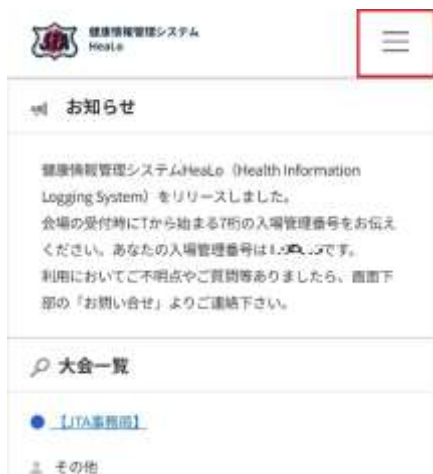 JTA
健康情報管理システム
HeaLo
お知らせ
健康情報管理システムHeaLo（Health Information
Logging System）をリリースしました。
会場の受付時にTから始まる7桁の入場管理番号をお伝え
ください。あなたの入場管理番号は です。
利用においてご不明点やご質問等ありましたら、画面下
部の「お問い合せ」よりご連絡下さい。
大会一覧
【JTA事務局】
その他